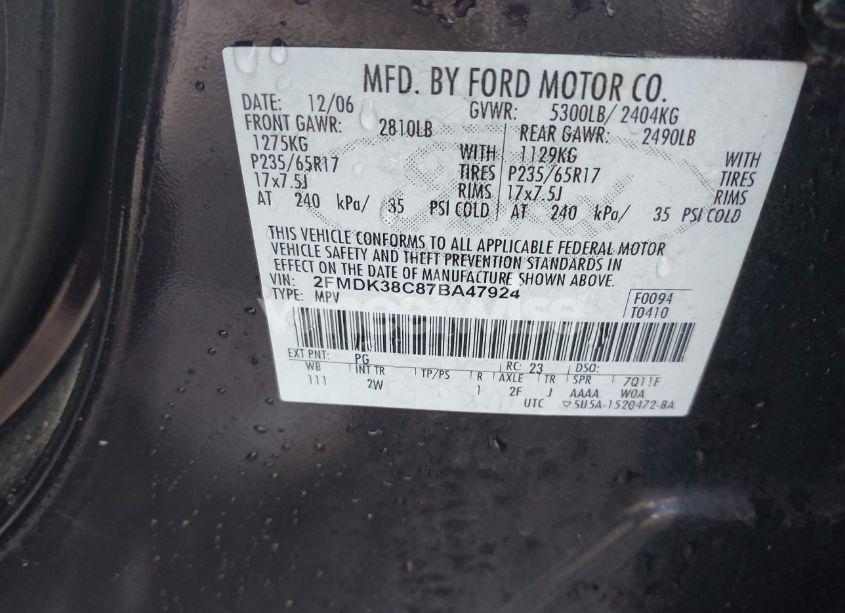 MFD. BY FORD MOTOR CO.
DATE: 12/06 GVWR: 5300LB/ 2404KG
FRONT GAWR: 2810LB REAR GAWR: 2490LB
1275KG WITH 1129KG WITH
P235/65R17 TIRES P235/65R17 TIRES
17x7.5J RIMS 17x7.5J RIMS
AT 240 kPa/ 35 PSI COLD AT 240 kPa/ 35 PSI COLD
THIS VEHICLE CONFORMS TO ALL APPLICABLE FEDERAL MOTOR
VEHICLE SAFETY AND THEFT PREVENTION STANDARDS IN
EFFECT ON THE DATE OF MANUFACTURE SHOWN ABOVE.
VIN: 2FMDK38C87BA47924
TYPE: MPV
F0094
T0410
EXT PNT: PG RC: 23 DSO:
WB INT TR TP/PS R AXLE TR SPR 7Q11F
111 2W 1 2F J AAAA W0A
UTC ▽5U5A-1520472-BA